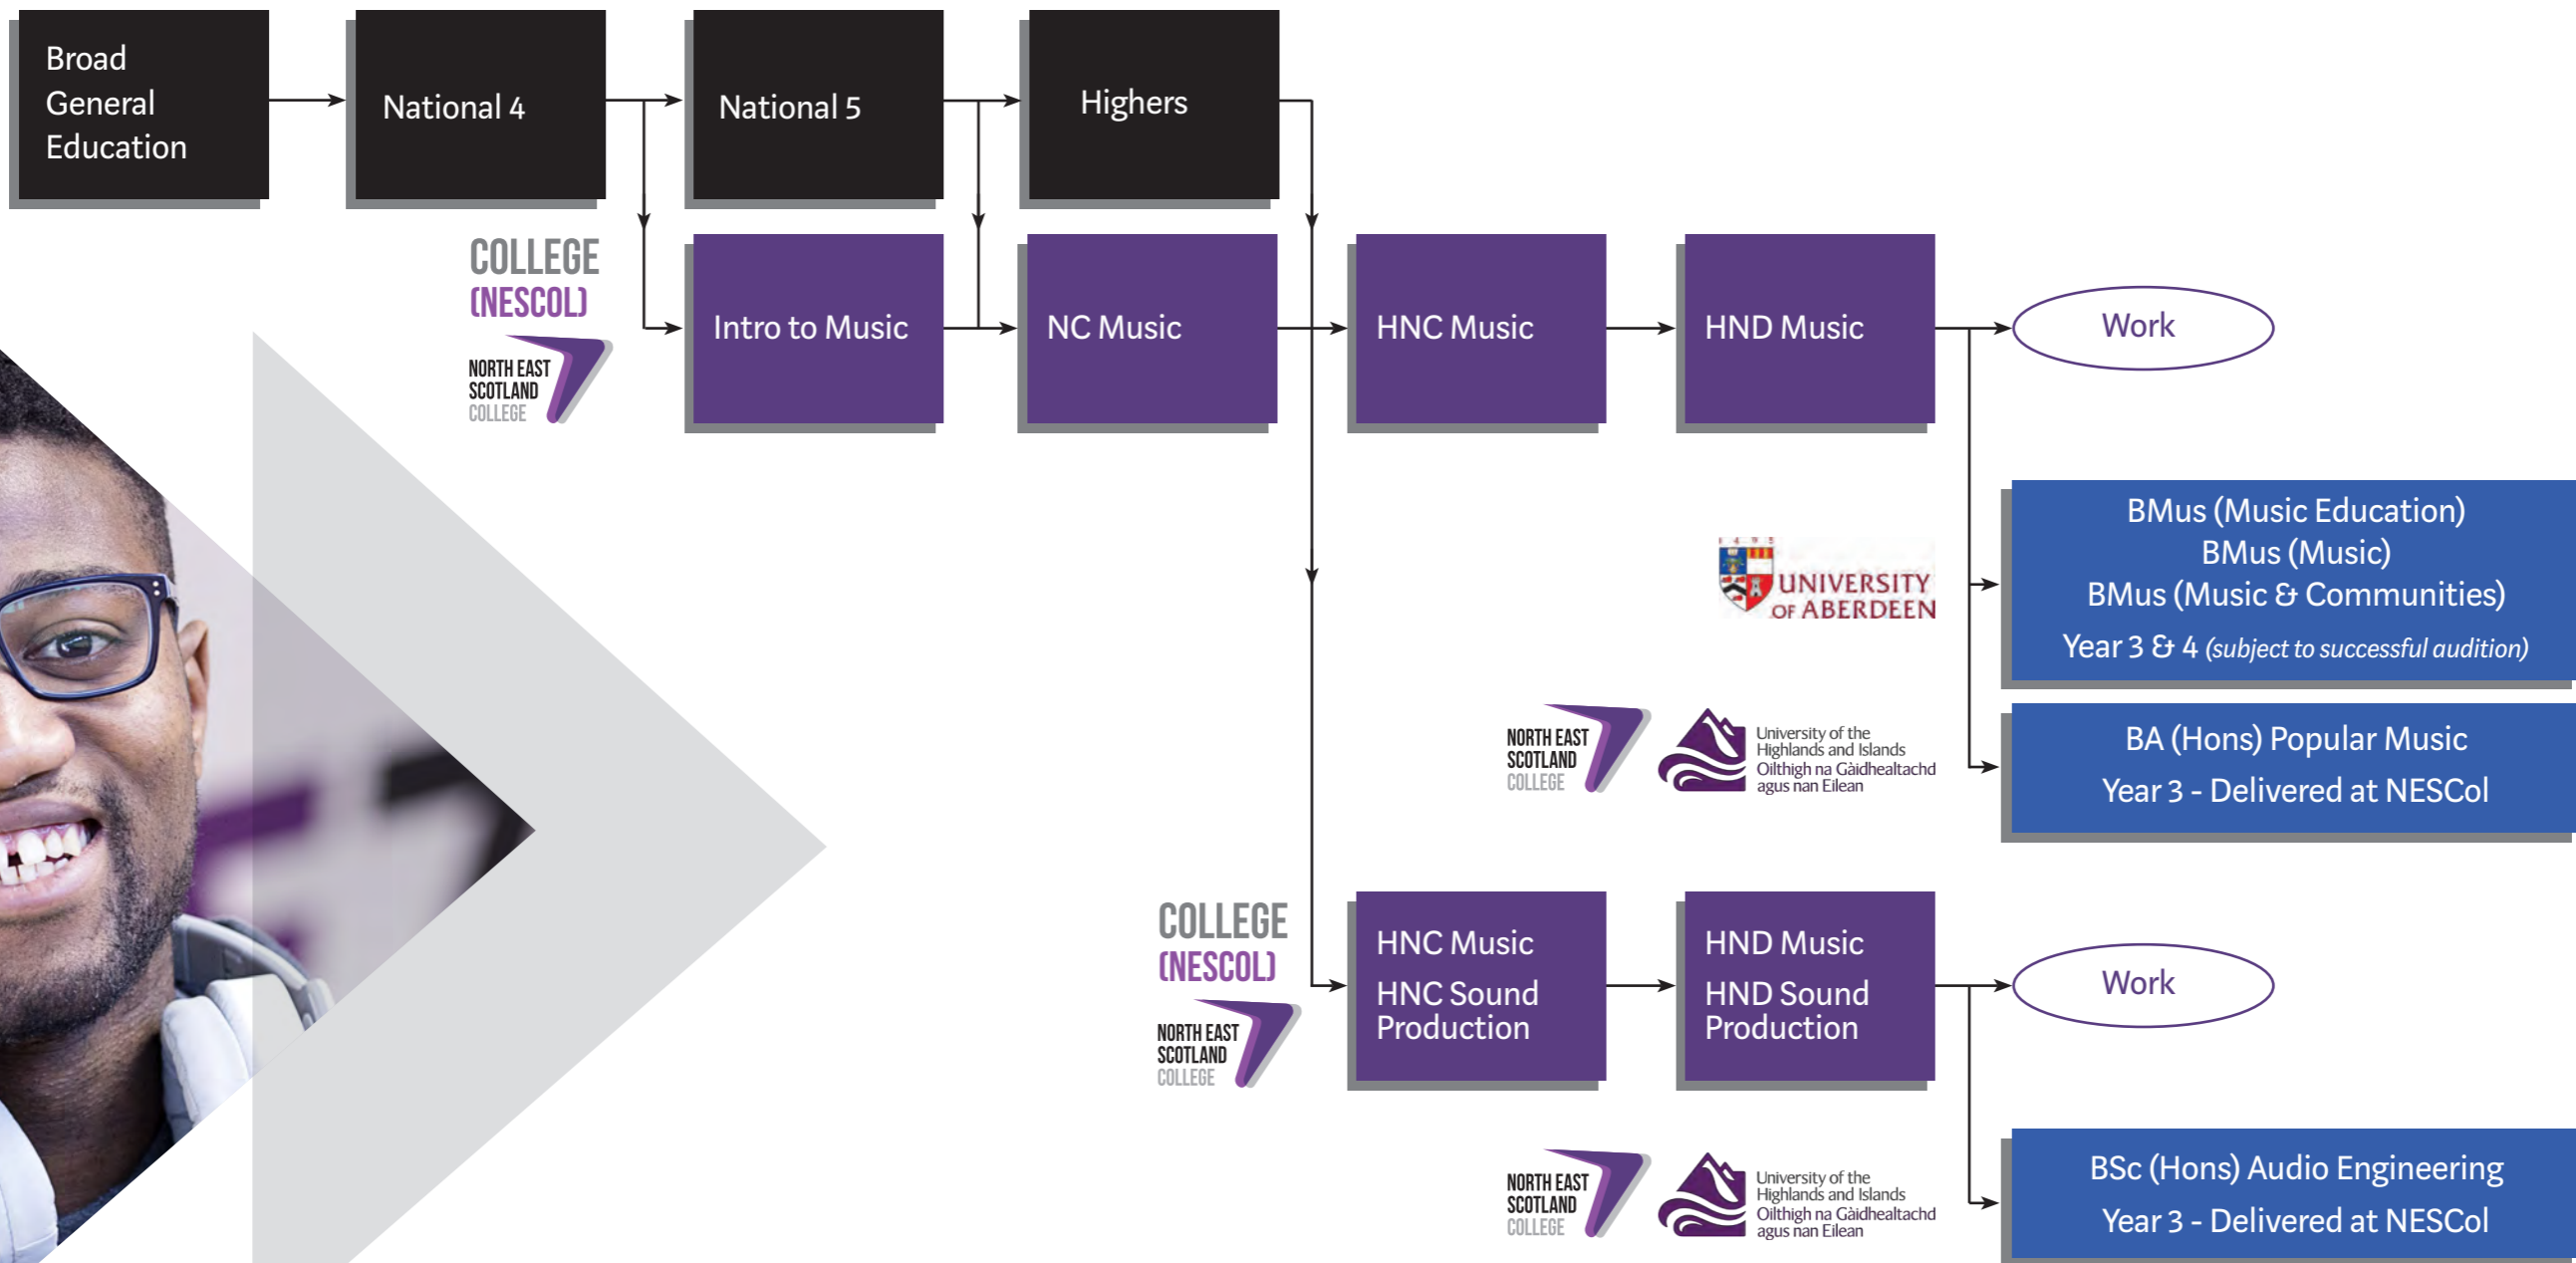 Broad
General
Education
National 4
National 5
Highers
COLLEGE
(NESCOL)
NORTH EAST
SCOTLAND
COLLEGE
Intro to Music
NC Music
HNC Music
HND Music
Work
1495
UNIVERSITY
OF ABERDEEN
BMus (Music Education)
BMus (Music)
BMus (Music & Communities)
Year 3 & 4 (subject to successful audition)
NORTH EAST
SCOTLAND
COLLEGE
University of the
Highlands and Islands
Oilthigh na Gàidhealtachd
agus nan Eilean
BA (Hons) Popular Music
Year 3 - Delivered at NESCol
COLLEGE
(NESCOL)
NORTH EAST
SCOTLAND
COLLEGE
HNC Music
HNC Sound
Production
HND Music
HND Sound
Production
Work
NORTH EAST
SCOTLAND
COLLEGE
University of the
Highlands and Islands
Oilthigh na Gàidhealtachd
agus nan Eilean
BSc (Hons) Audio Engineering
Year 3 - Delivered at NESCol